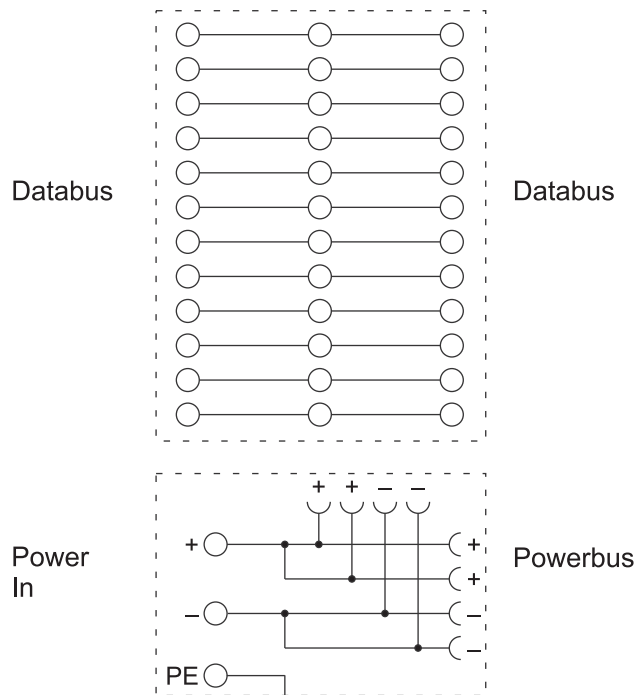 Databus
Databus
+ + – –
+
+
Power
In
Powerbus
+
–
–
–
PE